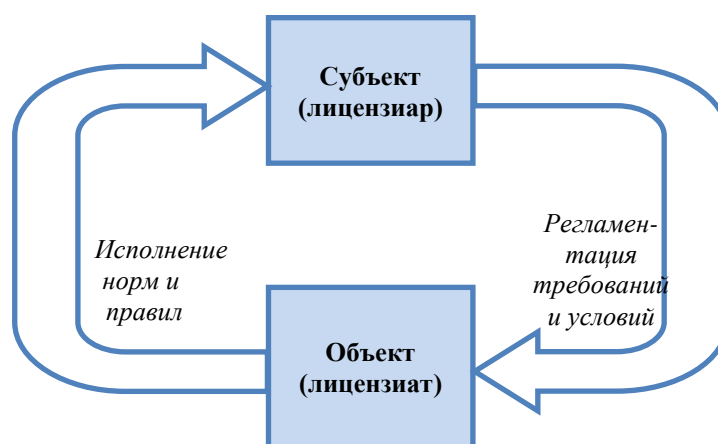 Субъект
(лицензиар)
Исполнение
норм и
правил
Регламен-
тация
требований
и условий
Объект
(лицензиат)